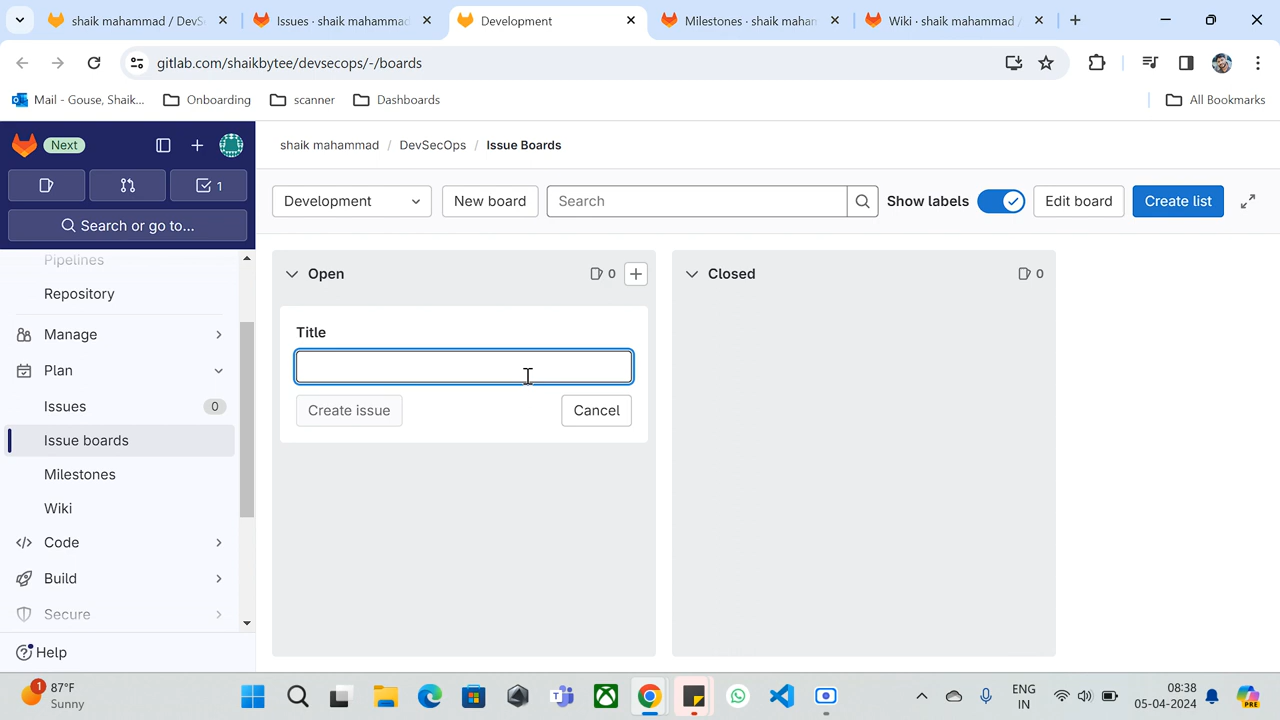 shaik mahammad / DevS
Issues · shaik mahammad
Development
Milestones · shaik maham
Wiki · shaik mahammad /
gitlab.com/shaikbytee/devsecops/-/boards
Mail - Gouse, Shaik...
Onboarding
scanner
Dashboards
All Bookmarks
Next
shaik mahammad / DevSecOps / Issue Boards
1
Development
New board
Search
Show labels
Edit board
Create list
Search or go to...
Pipelines
Repository
Manage
Plan
Issues 0
Issue boards
Milestones
Wiki
Code
Build
Secure
Help
Open 0
Title
Create issue
Cancel
Closed 0
1
87°F
Sunny
ENG
IN
08:38
05-04-2024
PRE